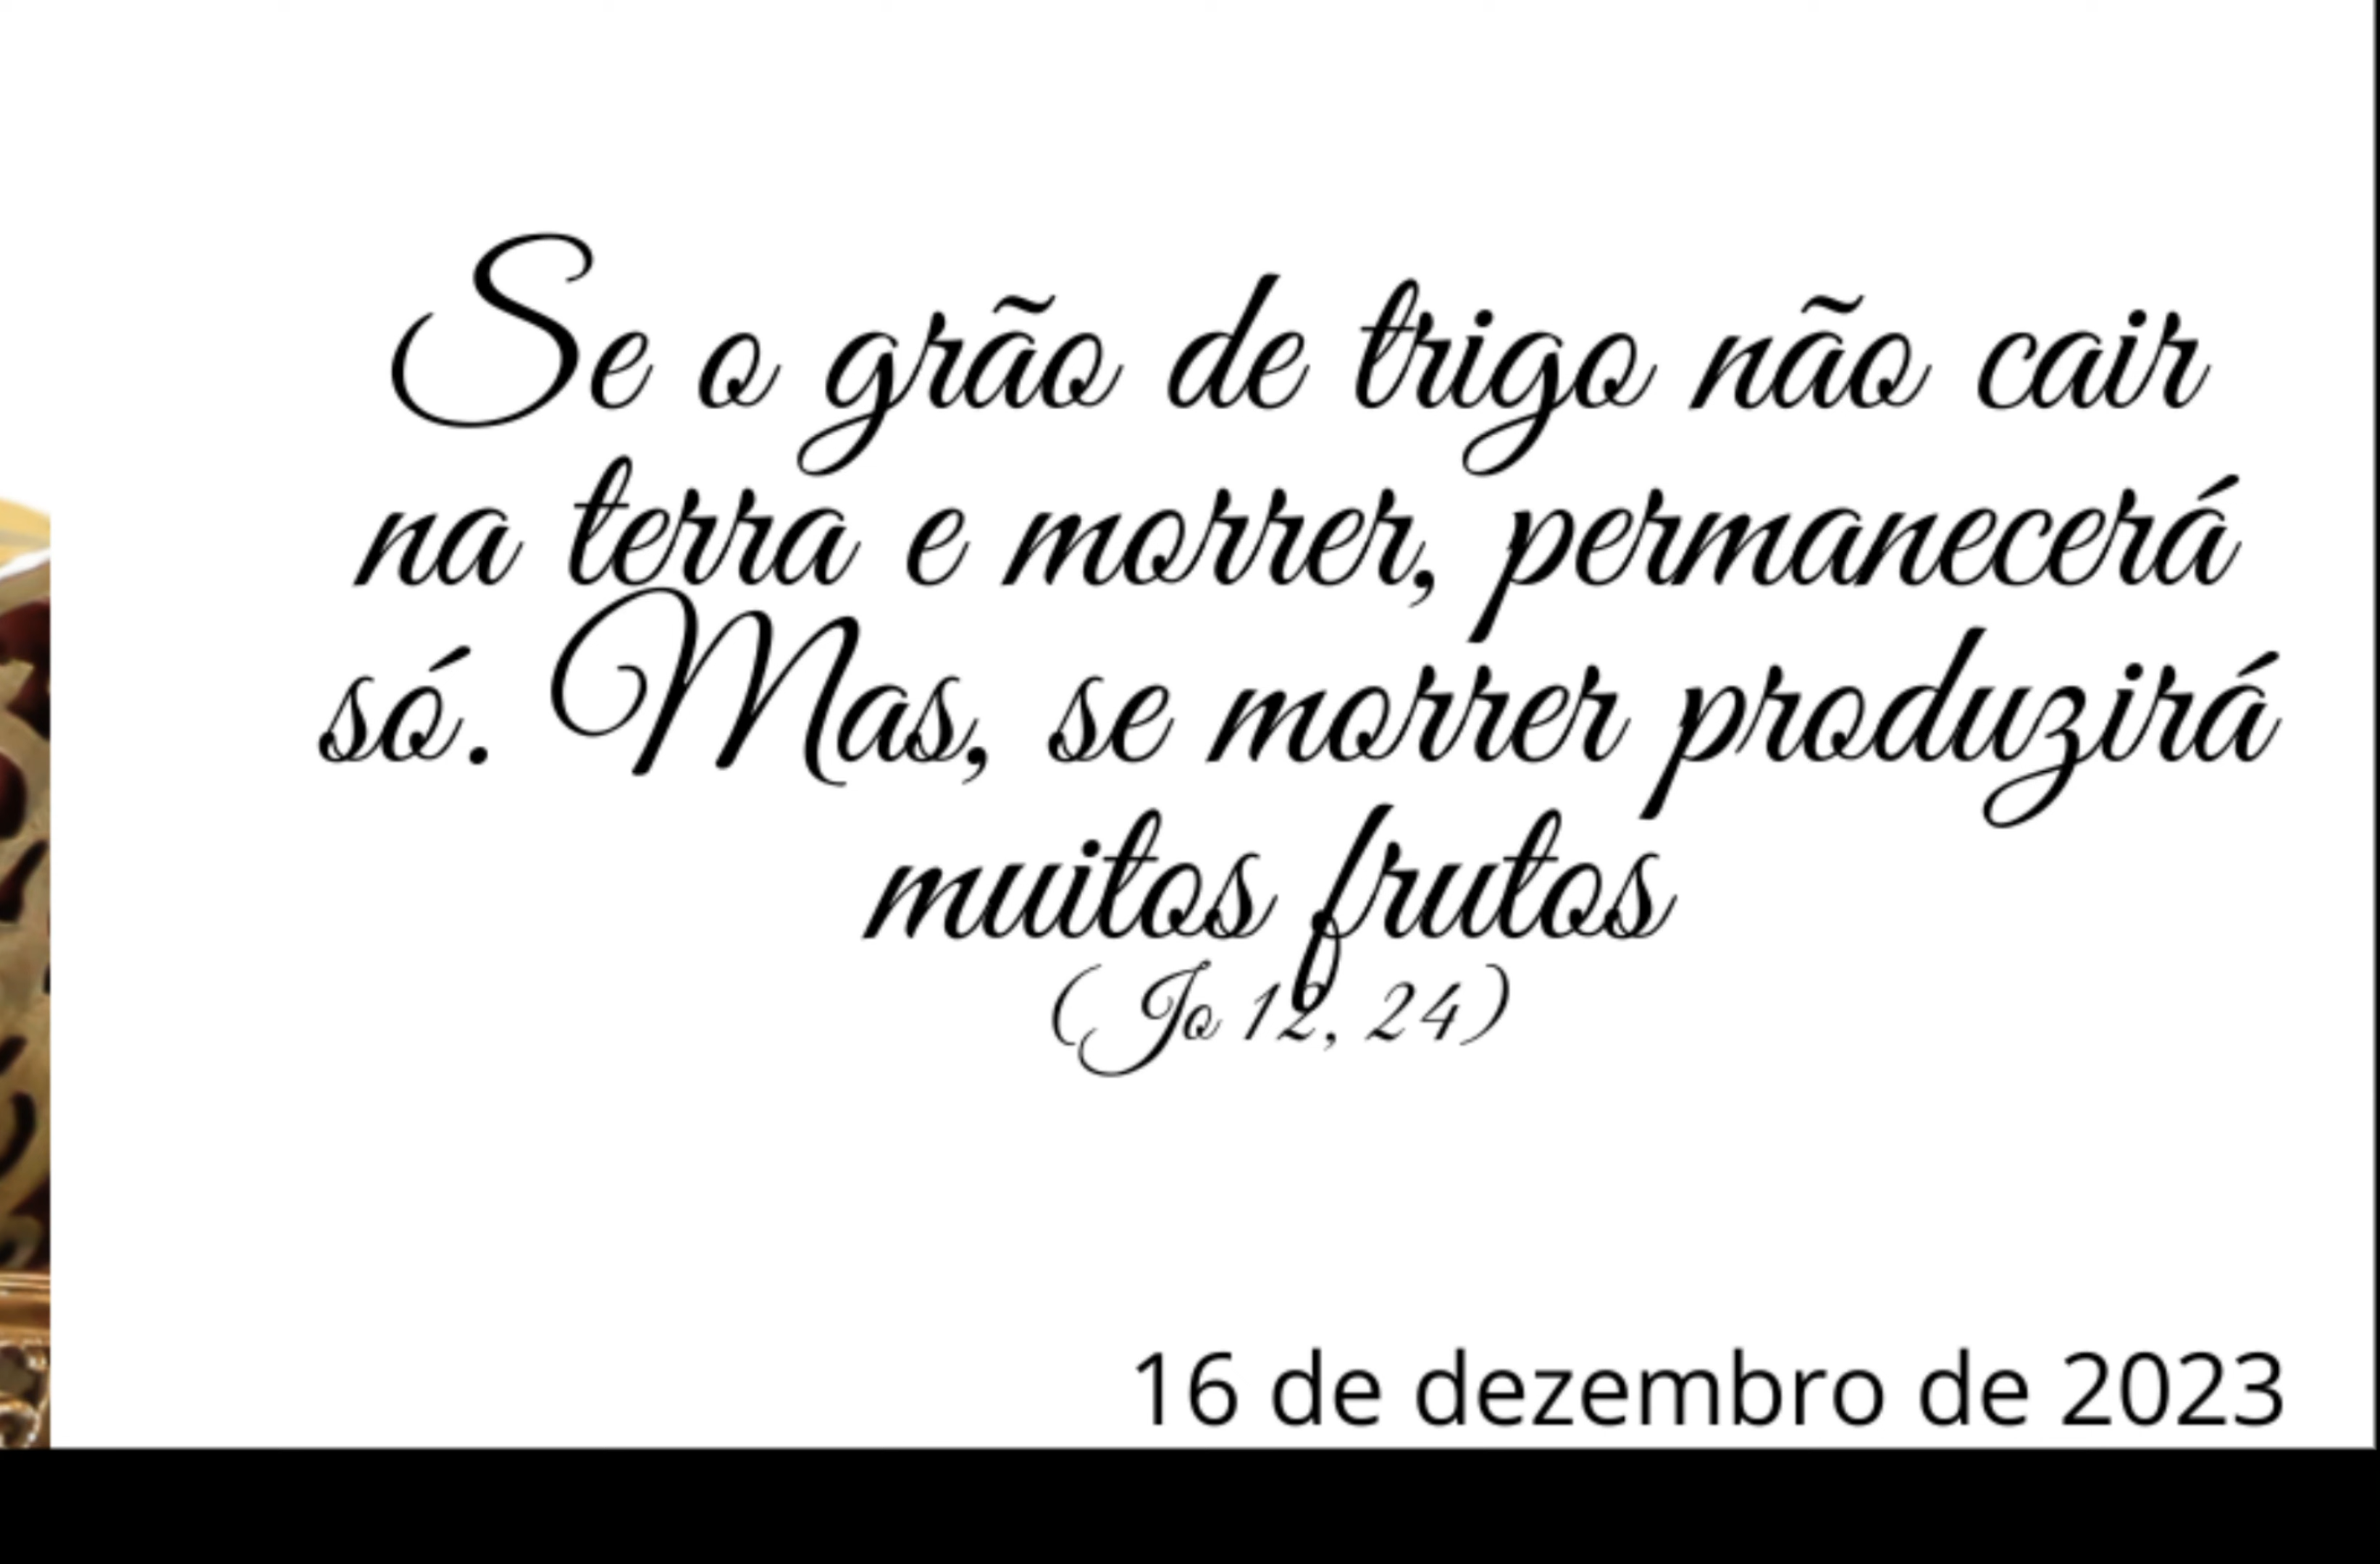 Se o grão de trigo não cair
na terra e morrer, permanecerá
só. Mas, se morrer produzirá
muitos frutos
(Jo 12, 24)
16 de dezembro de 2023